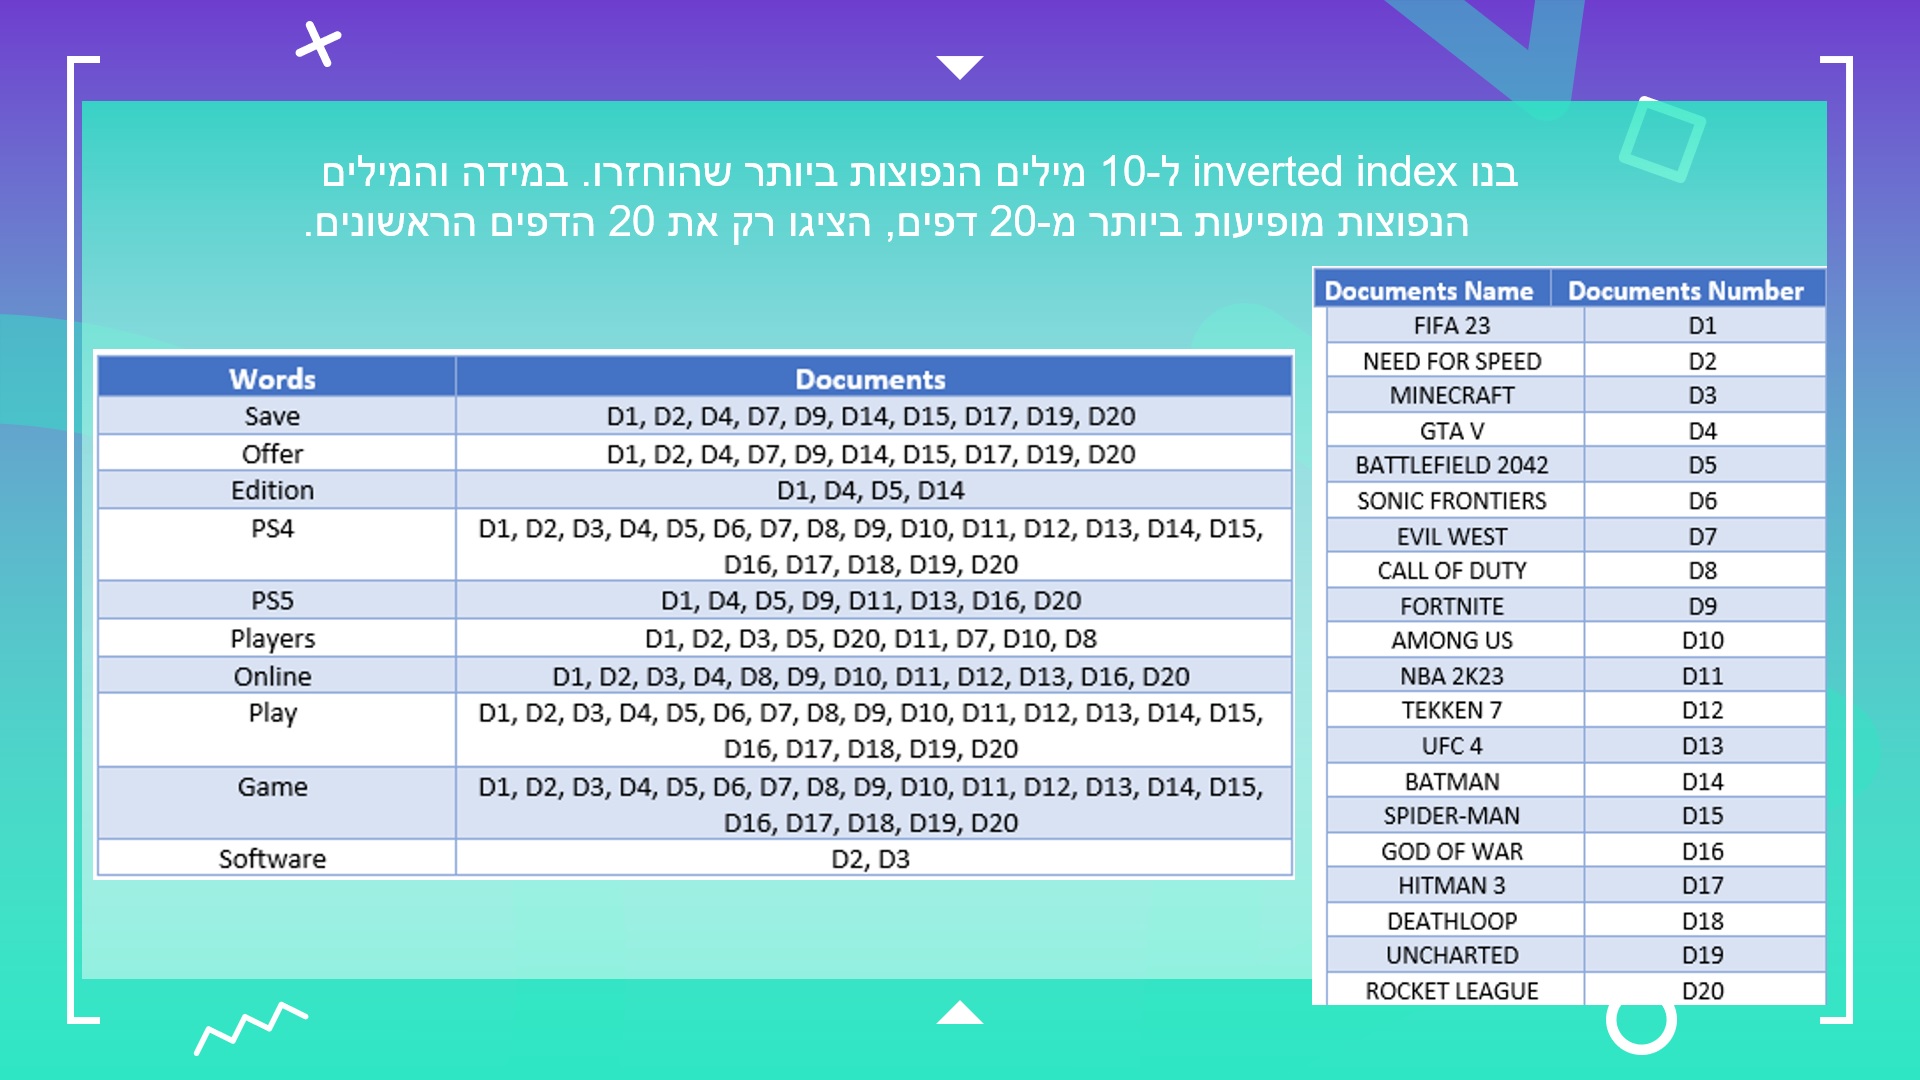 בנו inverted index ל-10 מילים הנפוצות ביותר שהוחזרו. במידה והמילים
הנפוצות מופיעות ביותר מ-20 דפים, הציגו רק את 20 הדפים הראשונים.
Words Documents
Save D1, D2, D4, D7, D9, D14, D15, D17, D19, D20
Offer D1, D2, D4, D7, D9, D14, D15, D17, D19, D20
Edition D1, D4, D5, D14
PS4 D1, D2, D3, D4, D5, D6, D7, D8, D9, D10, D11, D12, D13, D14, D15,
D16, D17, D18, D19, D20
PS5 D1, D4, D5, D9, D11, D13, D16, D20
Players D1, D2, D3, D5, D20, D11, D7, D10, D8
Online D1, D2, D3, D4, D8, D9, D10, D11, D12, D13, D16, D20
Play D1, D2, D3, D4, D5, D6, D7, D8, D9, D10, D11, D12, D13, D14, D15,
D16, D17, D18, D19, D20
Game D1, D2, D3, D4, D5, D6, D7, D8, D9, D10, D11, D12, D13, D14, D15,
D16, D17, D18, D19, D20
Software D2, D3
Documents Name Documents Number
FIFA 23 D1
NEED FOR SPEED D2
MINECRAFT D3
GTA V D4
BATTLEFIELD 2042 D5
SONIC FRONTIERS D6
EVIL WEST D7
CALL OF DUTY D8
FORTNITE D9
AMONG US D10
NBA 2K23 D11
TEKKEN 7 D12
UFC 4 D13
BATMAN D14
SPIDER-MAN D15
GOD OF WAR D16
HITMAN 3 D17
DEATHLOOP D18
UNCHARTED D19
ROCKET LEAGUE D20